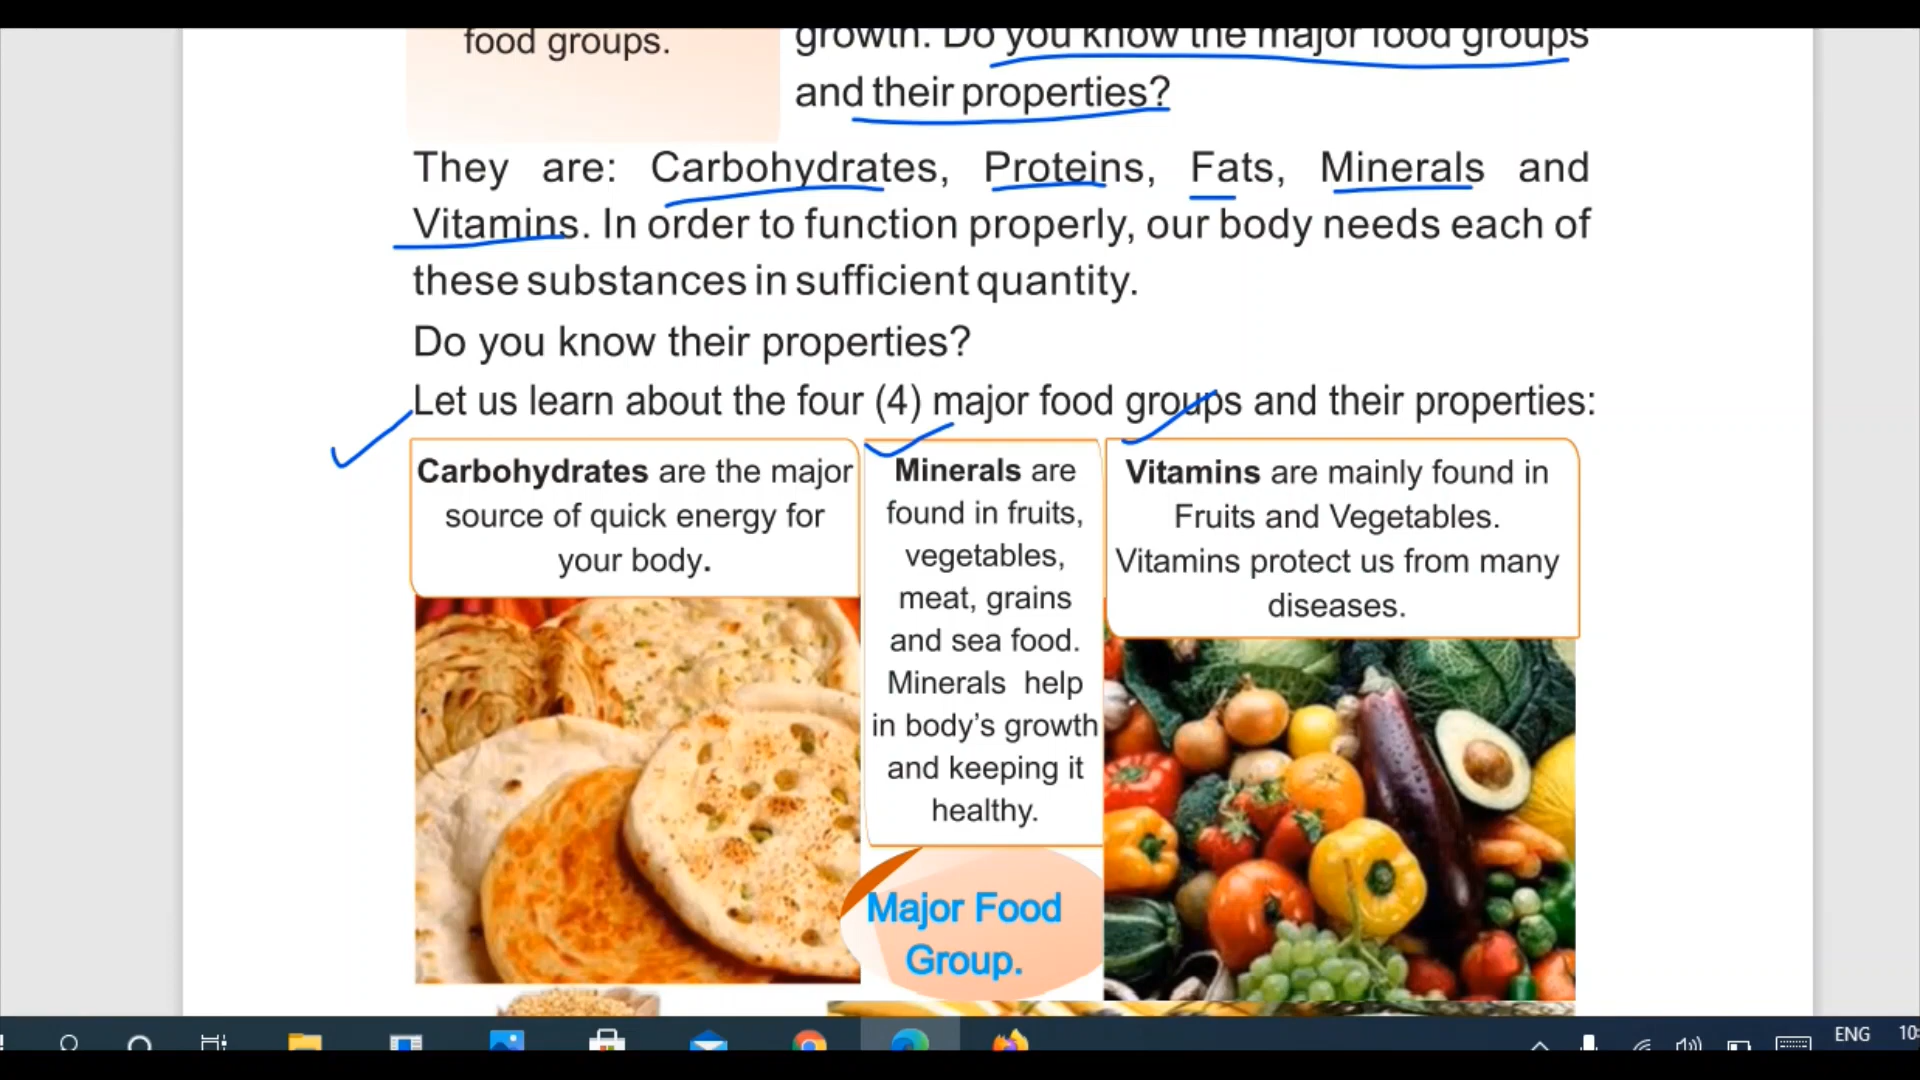 food groups.
growth. Do you know the major food groups
and their properties?
They are: Carbohydrates, Proteins, Fats, Minerals and
Vitamins. In order to function properly, our body needs each of
these substances in sufficient quantity.
Do you know their properties?
Let us learn about the four (4) major food groups and their properties:
Carbohydrates are the major
source of quick energy for
your body.
Minerals are
found in fruits,
vegetables,
meat, grains
and sea food.
Minerals help
in body's growth
and keeping it
healthy.
Vitamins are mainly found in
Fruits and Vegetables.
Vitamins protect us from many
diseases.
Major Food
Group.
ENG
10: